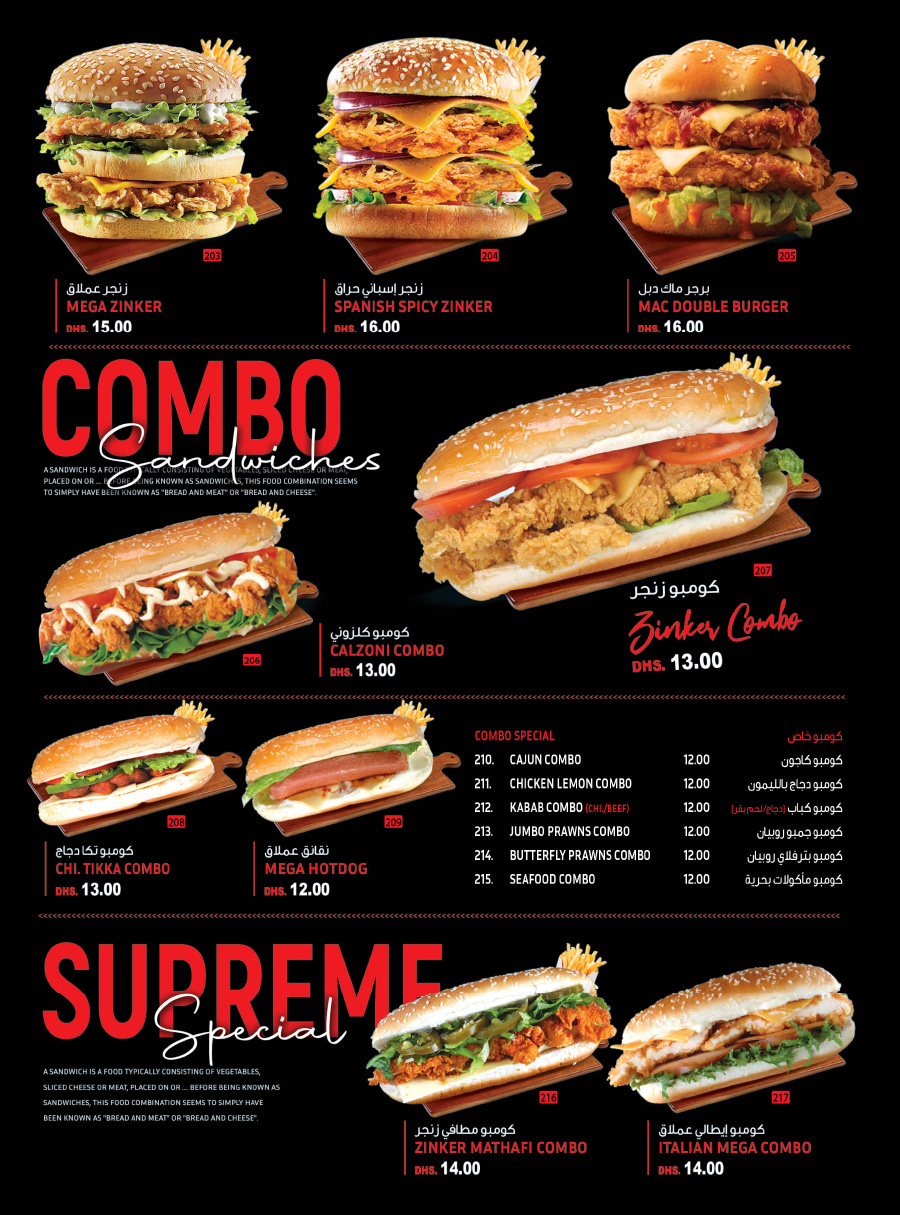 203
زنجر عملاق
MEGA ZINKER
DHS. 15.00
204
زنجر إسباني حراق
SPANISH SPICY ZINKER
DHS. 16.00
205
برجر ماك دبل
MAC DOUBLE BURGER
DHS. 16.00
COMBO
Sandwiches
A SANDWICH IS A FOOD TYPICALLY CONSISTING OF VEGETABLES, SLICED CHEESE OR MEAT,
PLACED ON OR ... BEFORE BEING KNOWN AS SANDWICHES, THIS FOOD COMBINATION SEEMS
TO SIMPLY HAVE BEEN KNOWN AS "BREAD AND MEAT" OR "BREAD AND CHEESE".
207
كومبو زنجر
Zinker Combo
DHS. 13.00
206
كومبو كلزوني
CALZONI COMBO
DHS. 13.00
208
كومبو تكا دجاج
CHI. TIKKA COMBO
DHS. 13.00
209
نقانق عملاق
MEGA HOTDOG
DHS. 12.00
COMBO SPECIAL كومبو خاص
210. CAJUN COMBO 12.00 كومبو كاجون
211. CHICKEN LEMON COMBO 12.00 كومبو دجاج بالليمون
212. KABAB COMBO (CHI./BEEF) 12.00 كومبو كباب (دجاج/لحم بقر)
213. JUMBO PRAWNS COMBO 12.00 كومبو جمبو روبيان
214. BUTTERFLY PRAWNS COMBO 12.00 كومبو بترفلاي روبيان
215. SEAFOOD COMBO 12.00 كومبو مأكولات بحرية
SUPREME
Special
A SANDWICH IS A FOOD TYPICALLY CONSISTING OF VEGETABLES,
SLICED CHEESE OR MEAT, PLACED ON OR ... BEFORE BEING KNOWN AS
SANDWICHES, THIS FOOD COMBINATION SEEMS TO SIMPLY HAVE
BEEN KNOWN AS "BREAD AND MEAT" OR "BREAD AND CHEESE".
216
كومبو مطافي زنجر
ZINKER MATHAFI COMBO
DHS. 14.00
217
كومبو إيطالي عملاق
ITALIAN MEGA COMBO
DHS. 14.00